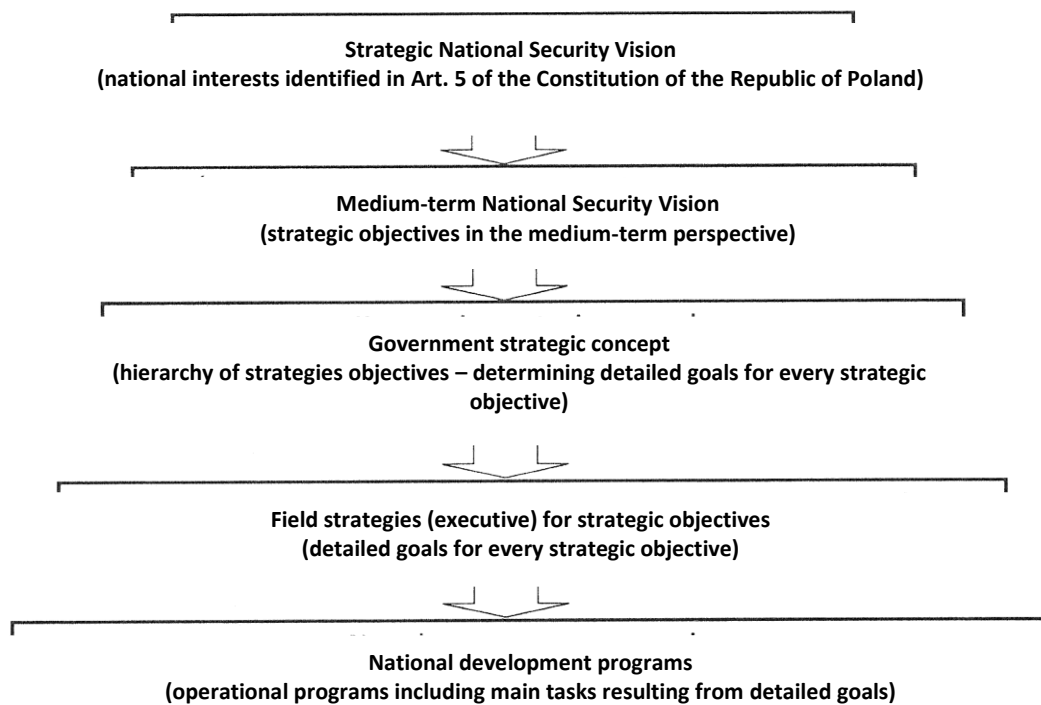 Strategic National Security Vision
(national interests identified in Art. 5 of the Constitution of the Republic of Poland)
Medium-term National Security Vision
(strategic objectives in the medium-term perspective)
Government strategic concept
(hierarchy of strategies objectives – determining detailed goals for every strategic
objective)
Field strategies (executive) for strategic objectives
(detailed goals for every strategic objective)
National development programs
(operational programs including main tasks resulting from detailed goals)